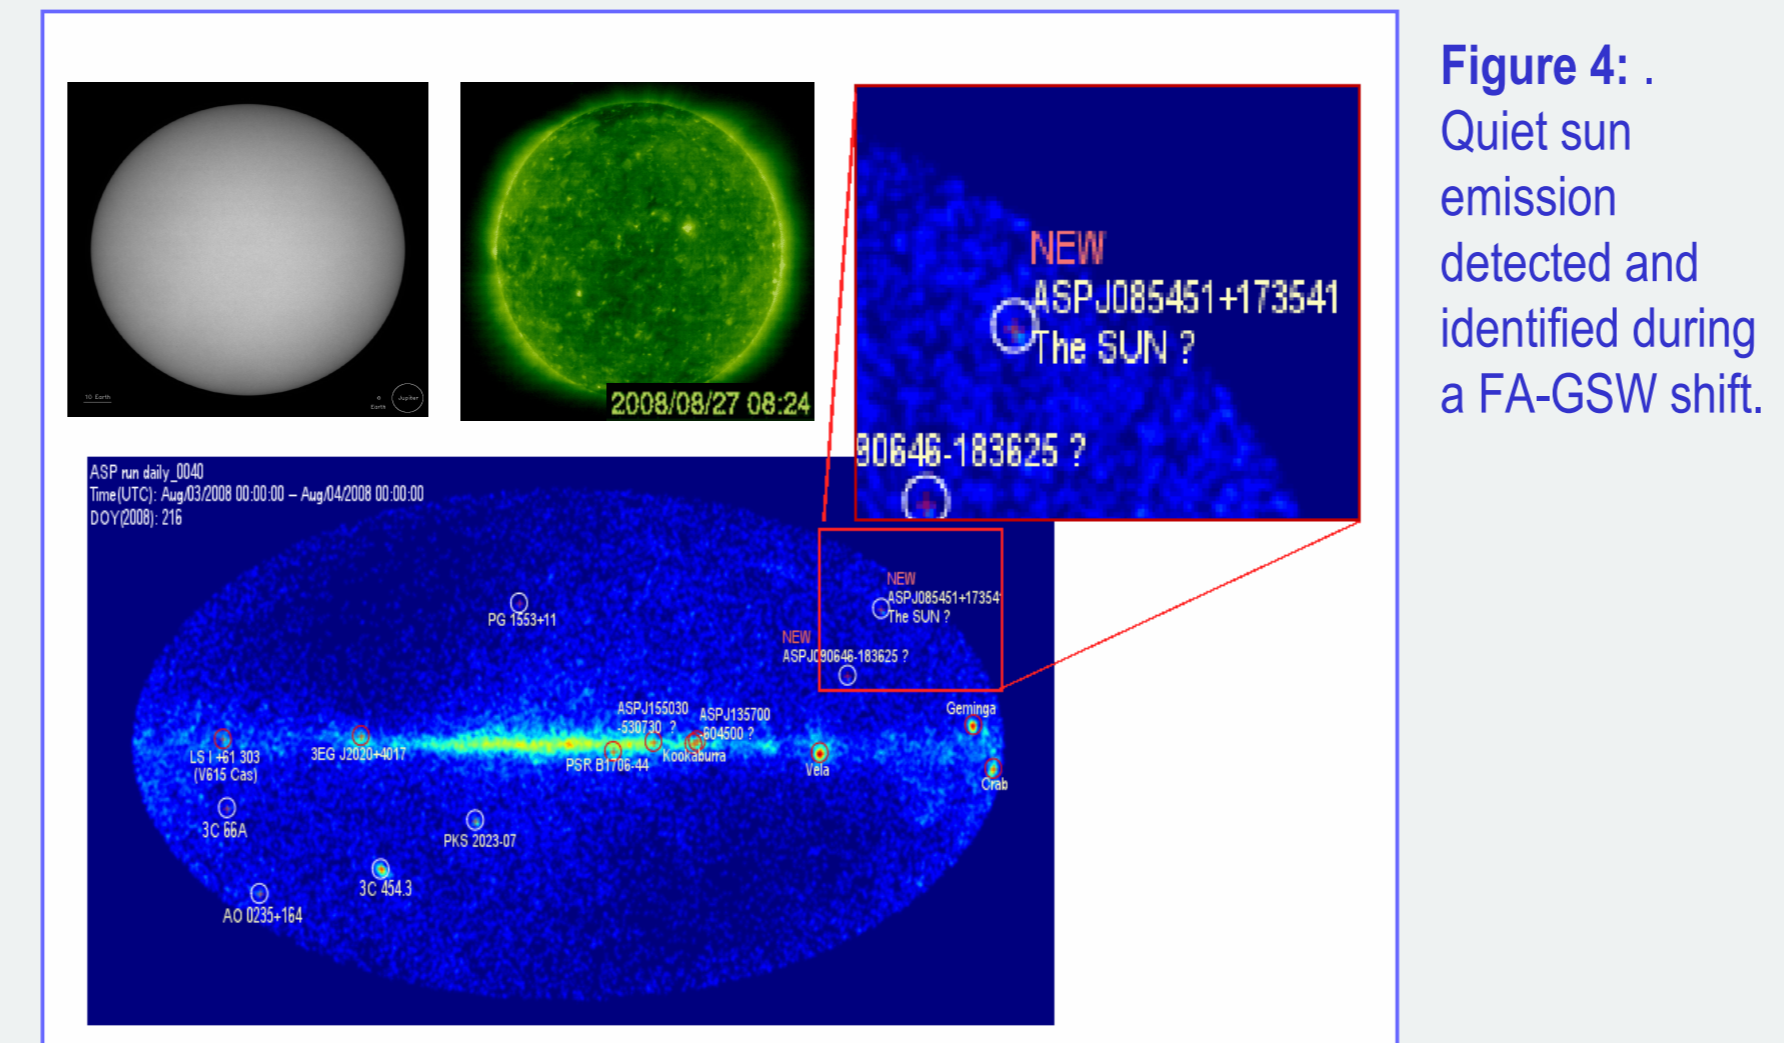 10 Earth
Earth
Jupiter
2008/08/27 08:24
NEW
ASPJ085451+173541
The SUN ?
90646-183625 ?
Figure 4: .
Quiet sun
emission
detected and
identified during
a FA-GSW shift.
ASP run daily_0040
Time(UTC): Aug/03/2008 00:00:00 – Aug/04/2008 00:00:00
DOY(2008): 216
PG 1553+11
NEW
ASPJ085451+17354
The SUN ?
NEW
ASPJ090646-183625 ?
LS I +61 303
(V615 Cas)
3EG J2020+4017
PSR B1706-44
ASPJ155030
-530730 ?
ASPJ135700
-604500 ?
Kookaburra
Vela
Geminga
Crab
3C 66A
PKS 2023-07
3C 454.3
AO 0235+164